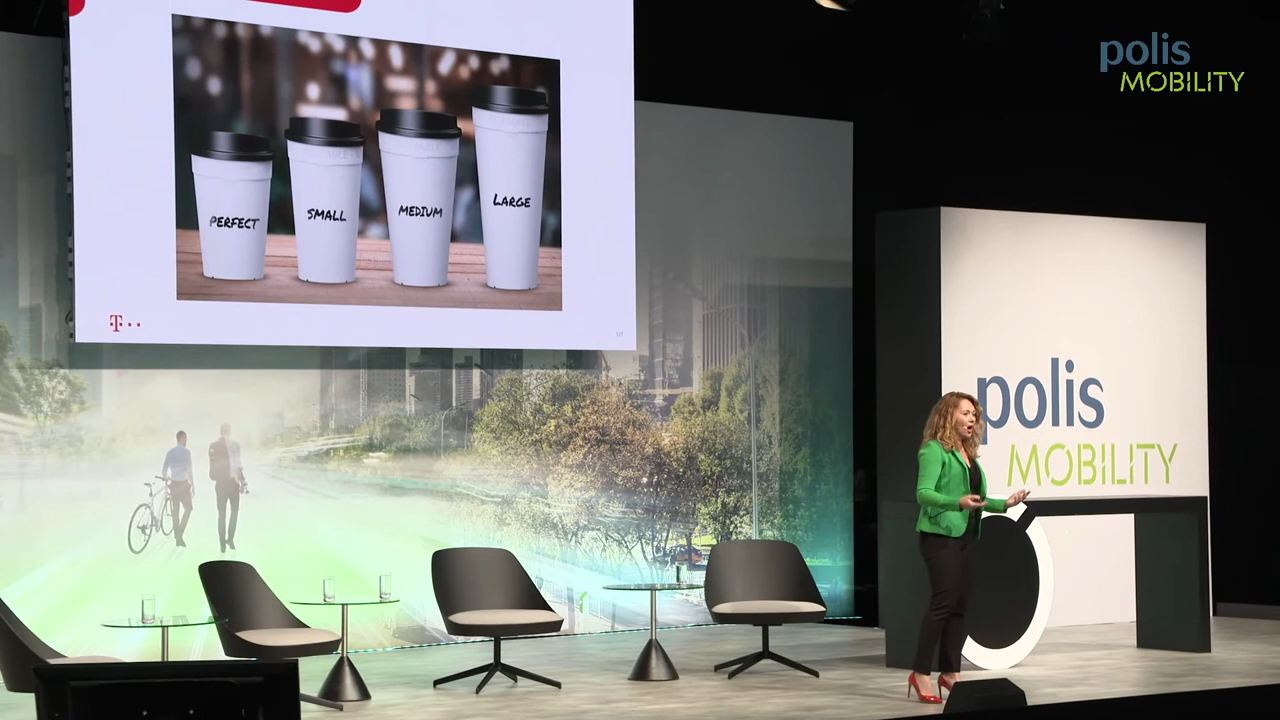 polis
MOBILITY
PERFECT
SMALL
MEDIUM
LARGE
T
polis
MOBILITY